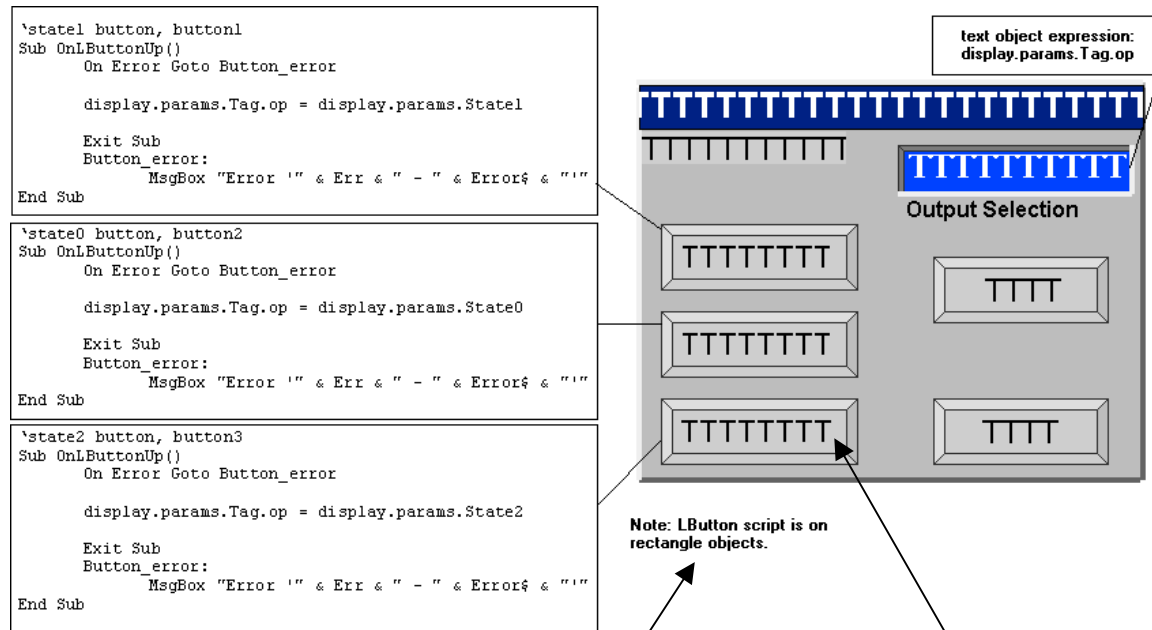 ‛state1 button, button1
Sub OnLButtonUp()
On Error Goto Button_error
display.params.Tag.op = display.params.State1
Exit Sub
Button_error:
MsgBox "Error '" & Err & " - " & Error$ & "'"
End Sub
‛state0 button, button2
Sub OnLButtonUp()
On Error Goto Button_error
display.params.Tag.op = display.params.State0
Exit Sub
Button_error:
MsgBox "Error '" & Err & " - " & Error$ & "'"
End Sub
‛state2 button, button3
Sub OnLButtonUp()
On Error Goto Button_error
display.params.Tag.op = display.params.State2
Exit Sub
Button_error:
MsgBox "Error '" & Err & " - " & Error$ & "'"
End Sub
text object expression:
display.params.Tag.op
TTTTTTTTTTTTTTTTTTTTTT
TTTTTTTTTTT
TTTTTTTTTT
Output Selection
TTTTTTTT
TTTT
TTTTTTTT
TTTTTTTT
TTTT
Note: LButton script is on
rectangle objects.